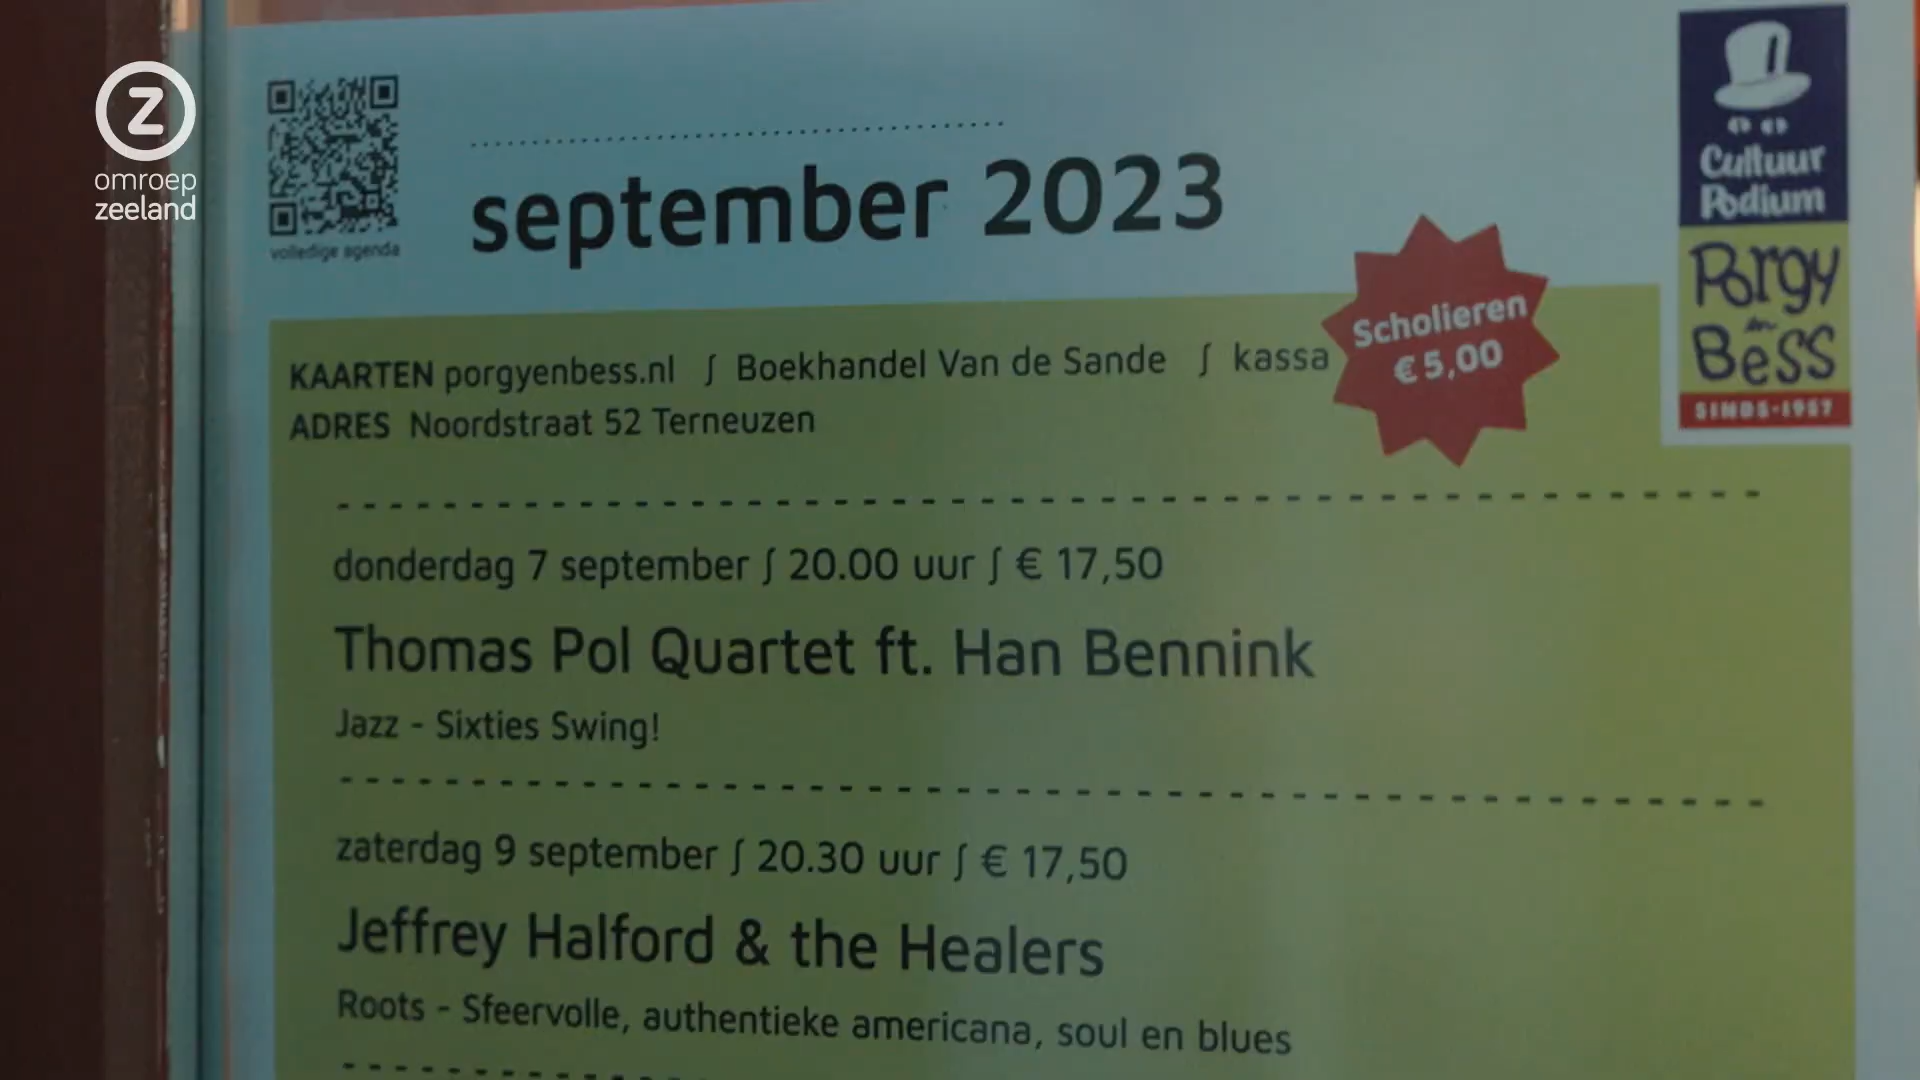 omroep
zeeland
volledige agenda
september 2023
Cultuur
Podium
Porgy
en
Bess
SINDS-1957
Scholieren
€ 5,00
KAARTEN porgyenbess.nl ∫ Boekhandel Van de Sande ∫ kassa
ADRES Noordstraat 52 Terneuzen
donderdag 7 september ∫ 20.00 uur ∫ € 17,50
Thomas Pol Quartet ft. Han Bennink
Jazz - Sixties Swing!
zaterdag 9 september ∫ 20.30 uur ∫ € 17,50
Jeffrey Halford & the Healers
Roots - Sfeervolle, authentieke americana, soul en blues